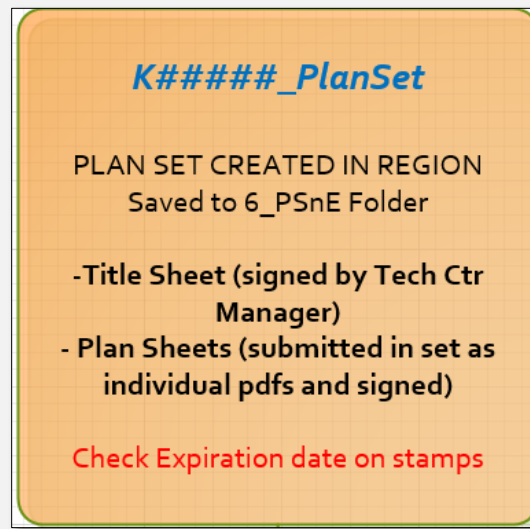 K#####_PlanSet
PLAN SET CREATED IN REGION
Saved to 6_PSnE Folder
-Title Sheet (signed by Tech Ctr
Manager)
- Plan Sheets (submitted in set as
individual pdfs and signed)
Check Expiration date on stamps